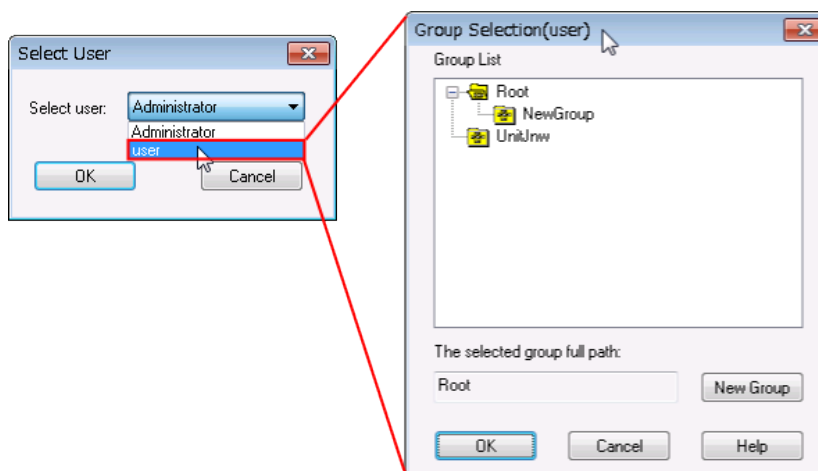 Select User
Select user:
Administrator
Administrator
user
OK
Cancel
Group Selection(user)
Group List
Root
NewGroup
UnitJnw
The selected group full path:
Root
New Group
OK
Cancel
Help